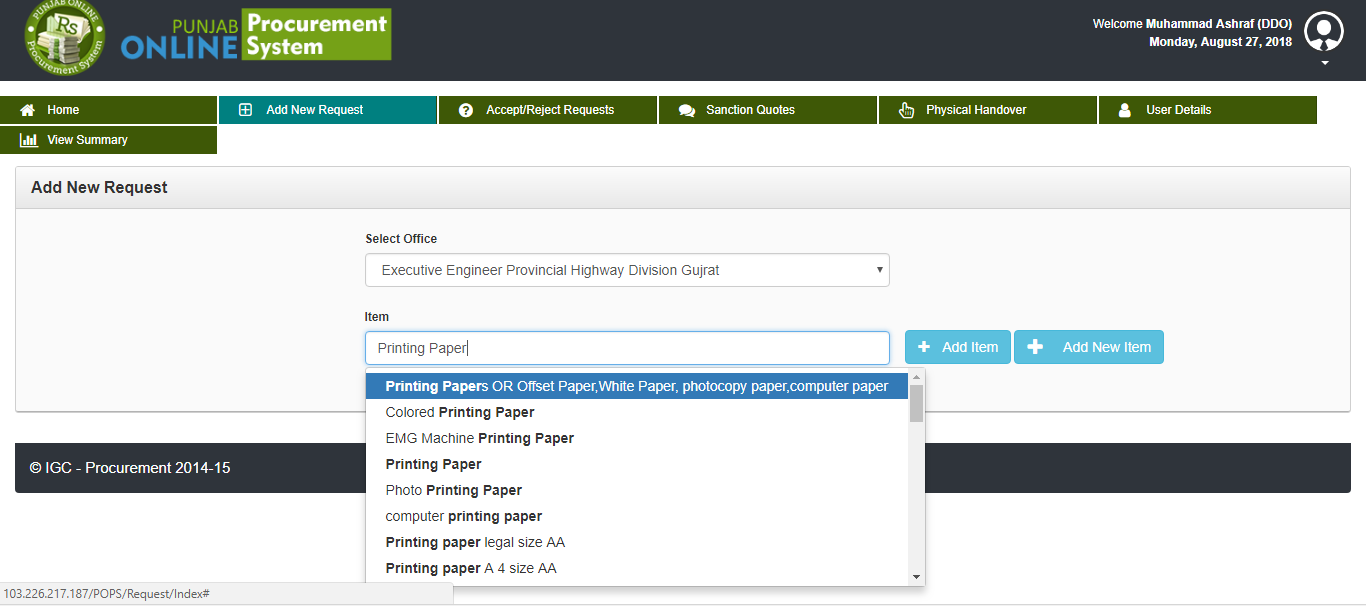 PUNJAB ONLINE
Rs
Procurement System
PUNJAB
ONLINE
Procurement
System
Welcome Muhammad Ashraf (DDO)
Monday, August 27, 2018
Home
Add New Request
Accept/Reject Requests
Sanction Quotes
Physical Handover
User Details
View Summary
Add New Request
Select Office
Executive Engineer Provincial Highway Division Gujrat
Item
Printing Paper
Add Item
Add New Item
Printing Papers OR Offset Paper,White Paper, photocopy paper,computer paper
Colored Printing Paper
EMG Machine Printing Paper
Printing Paper
Photo Printing Paper
computer printing paper
Printing paper legal size AA
Printing paper A 4 size AA
© IGC - Procurement 2014-15
103.226.217.187/POPS/Request/Index#